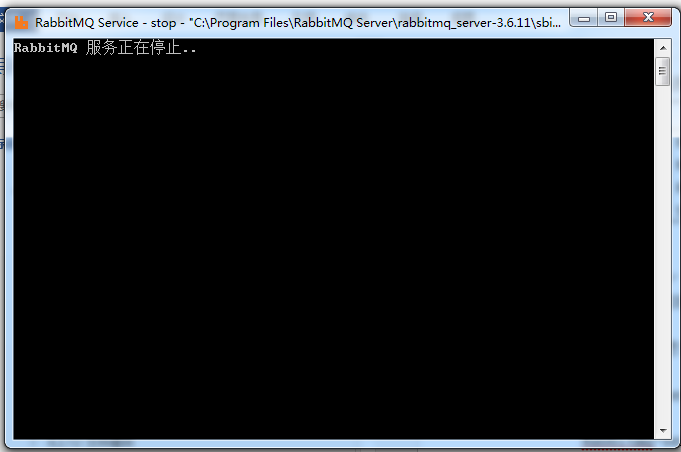 RabbitMQ Service - stop - "C:\Program Files\RabbitMQ Server\rabbitmq_server-3.6.11\sbi...
RabbitMQ 服务正在停止..